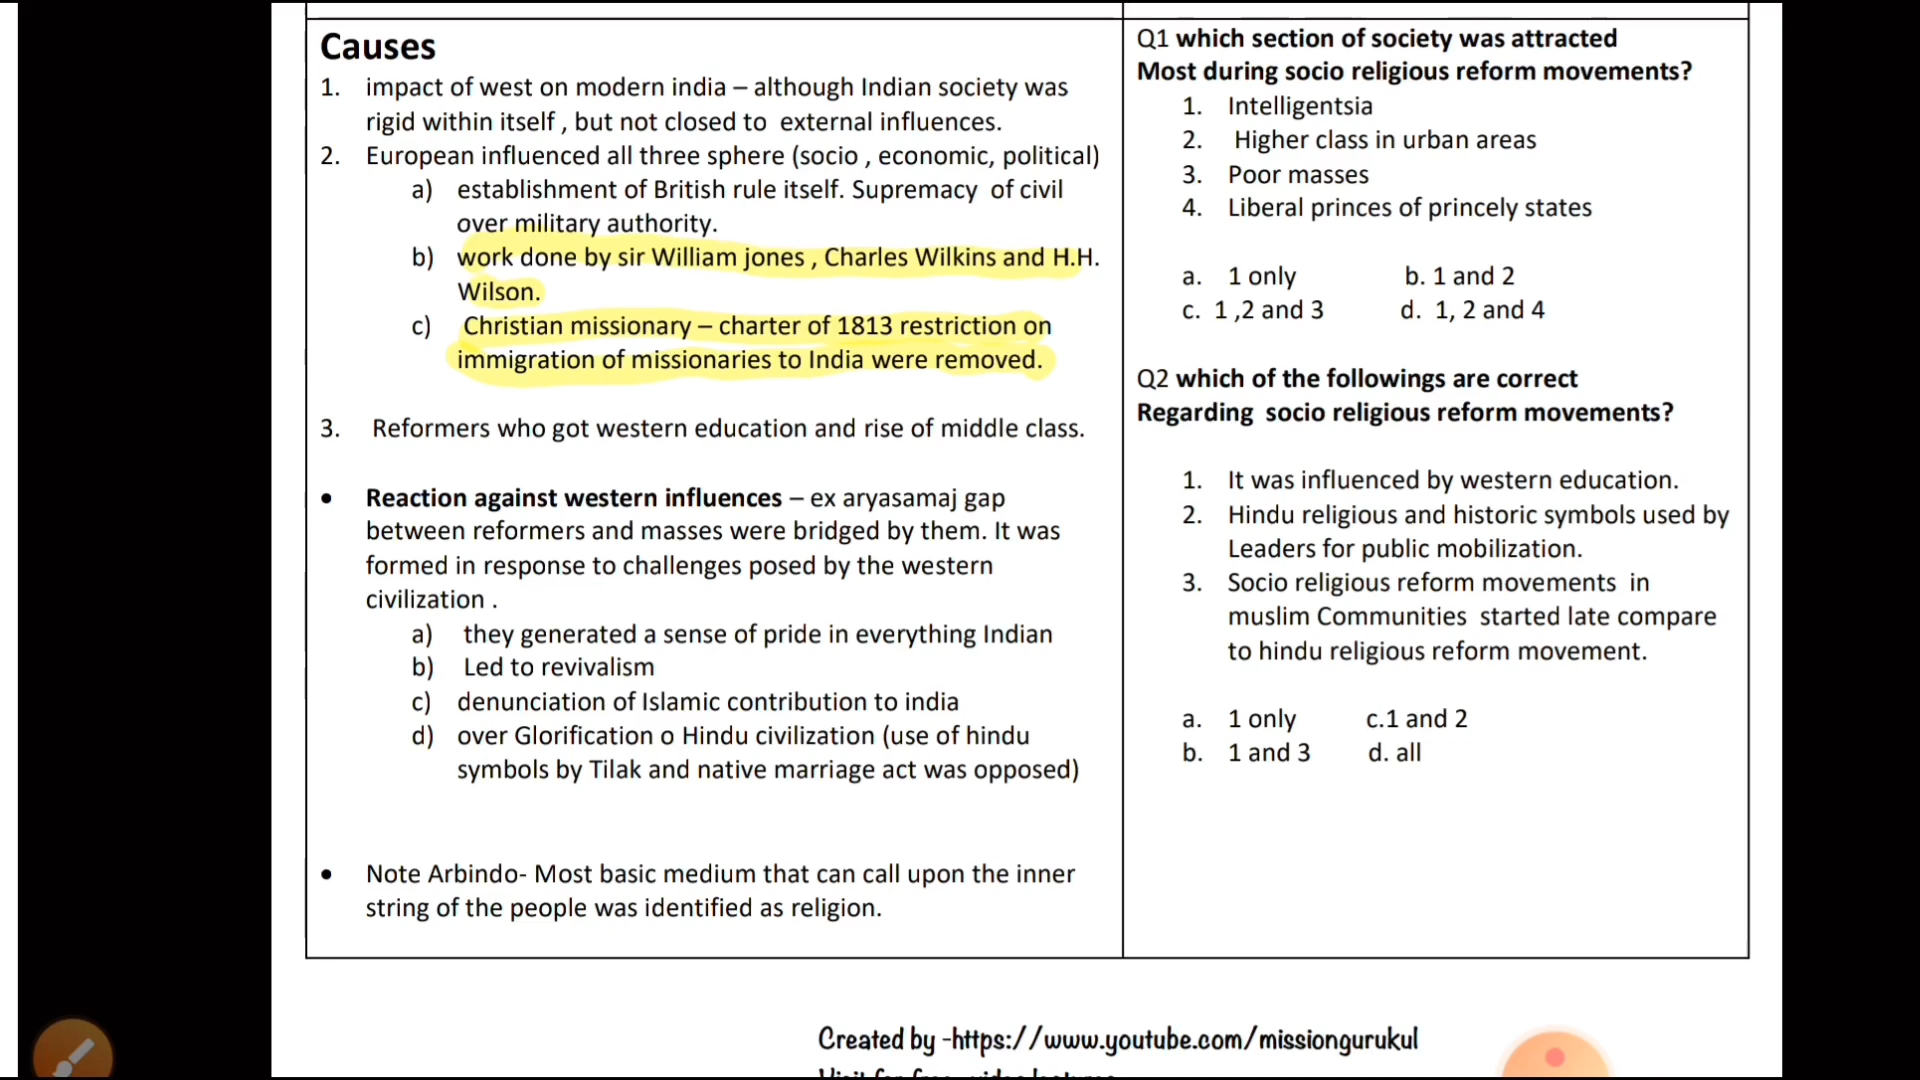 Causes
1. impact of west on modern india – although Indian society was
rigid within itself , but not closed to external influences.
2. European influenced all three sphere (socio , economic, political)
a) establishment of British rule itself. Supremacy of civil
over military authority.
b) work done by sir William jones , Charles Wilkins and H.H.
Wilson.
c) Christian missionary – charter of 1813 restriction on
immigration of missionaries to India were removed.
3. Reformers who got western education and rise of middle class.
• Reaction against western influences – ex aryasamaj gap
between reformers and masses were bridged by them. It was
formed in response to challenges posed by the western
civilization .
a) they generated a sense of pride in everything Indian
b) Led to revivalism
c) denunciation of Islamic contribution to india
d) over Glorification o Hindu civilization (use of hindu
symbols by Tilak and native marriage act was opposed)
• Note Arbindo- Most basic medium that can call upon the inner
string of the people was identified as religion.
Q1 which section of society was attracted
Most during socio religious reform movements?
1. Intelligentsia
2. Higher class in urban areas
3. Poor masses
4. Liberal princes of princely states
a. 1 only b. 1 and 2
c. 1 ,2 and 3 d. 1, 2 and 4
Q2 which of the followings are correct
Regarding socio religious reform movements?
1. It was influenced by western education.
2. Hindu religious and historic symbols used by
Leaders for public mobilization.
3. Socio religious reform movements in
muslim Communities started late compare
to hindu religious reform movement.
a. 1 only c.1 and 2
b. 1 and 3 d. all
Created by -https://www.youtube.com/missiongurukul